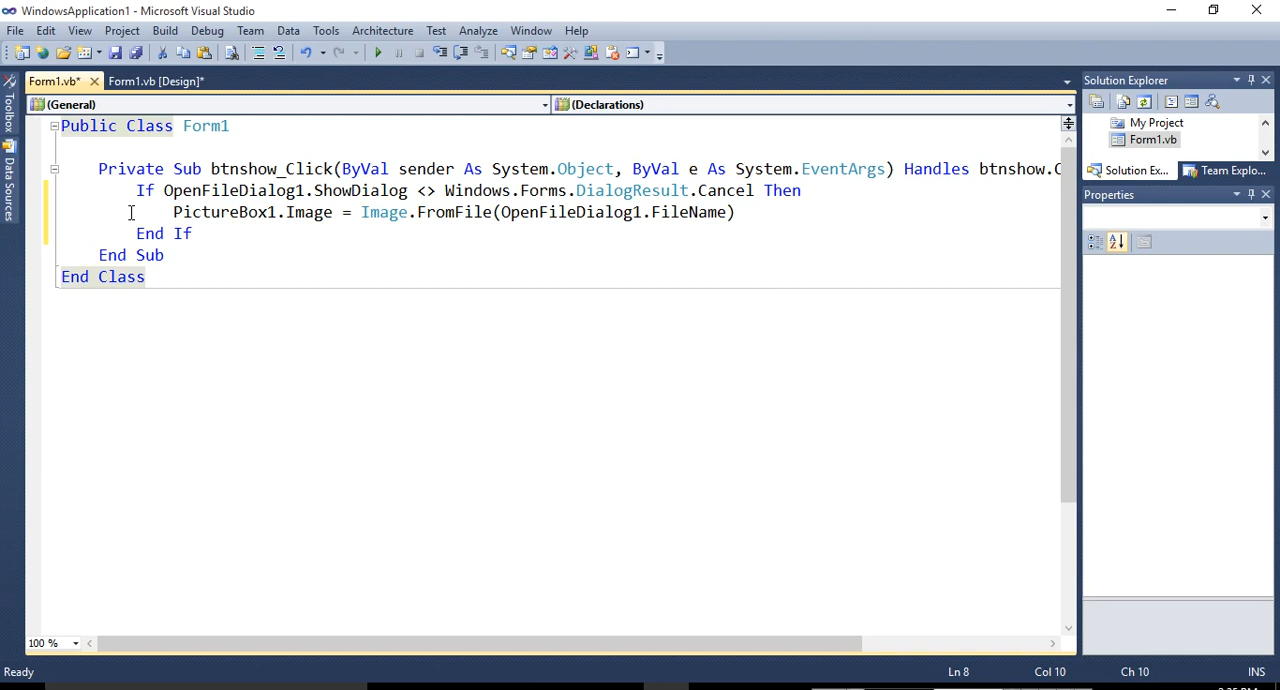 WindowsApplication1 - Microsoft Visual Studio
File Edit View Project Build Debug Team Data Tools Architecture Test Analyze Window Help
Form1.vb* Form1.vb [Design]*
(General) (Declarations)
Toolbox
Data Sources
Public Class Form1
Private Sub btnshow_Click(ByVal sender As System.Object, ByVal e As System.EventArgs) Handles btnshow.C
If OpenFileDialog1.ShowDialog <> Windows.Forms.DialogResult.Cancel Then
PictureBox1.Image = Image.FromFile(OpenFileDialog1.FileName)
End If
End Sub
End Class
100 %
Solution Explorer
My Project
Form1.vb
Solution Ex... Team Explo...
Properties
Ready Ln 8 Col 10 Ch 10 INS